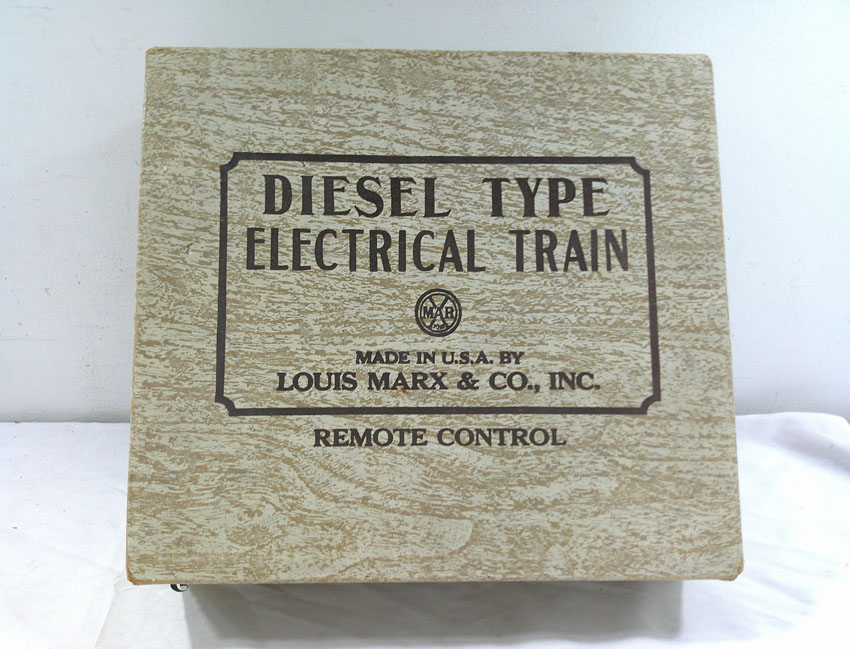 DIESEL TYPE
ELECTRICAL TRAIN
MAR
MADE IN U.S.A. BY
LOUIS MARX & CO., INC.
REMOTE CONTROL